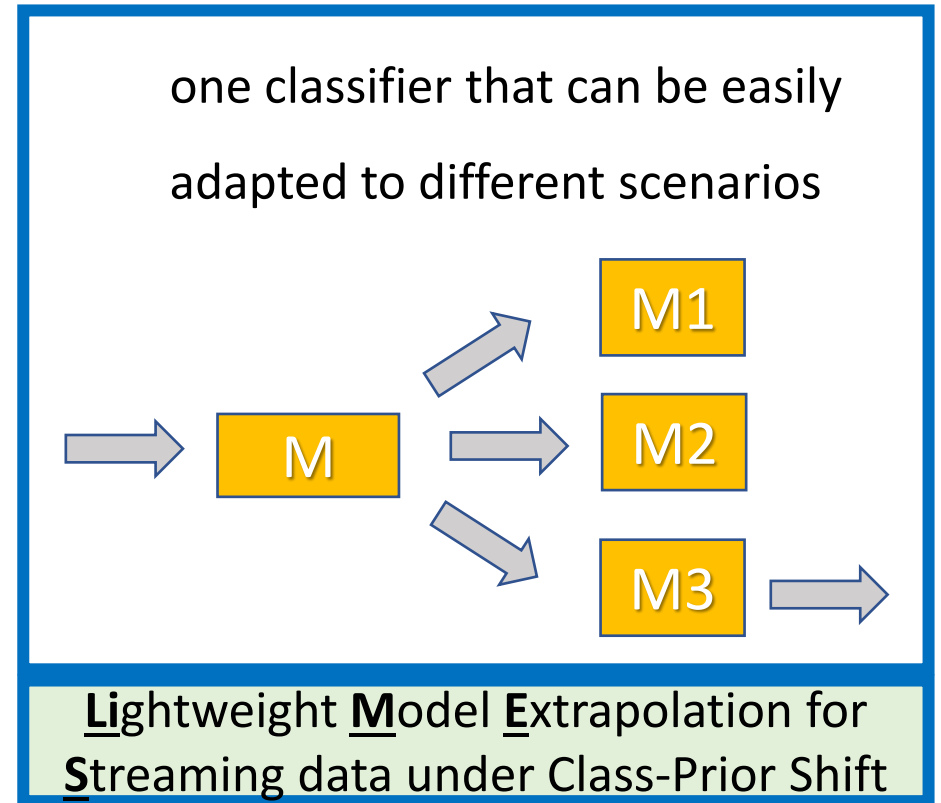 one classifier that can be easily
adapted to different scenarios
M1
M
M2
M3
Lightweight Model Extrapolation for
Streaming data under Class-Prior Shift